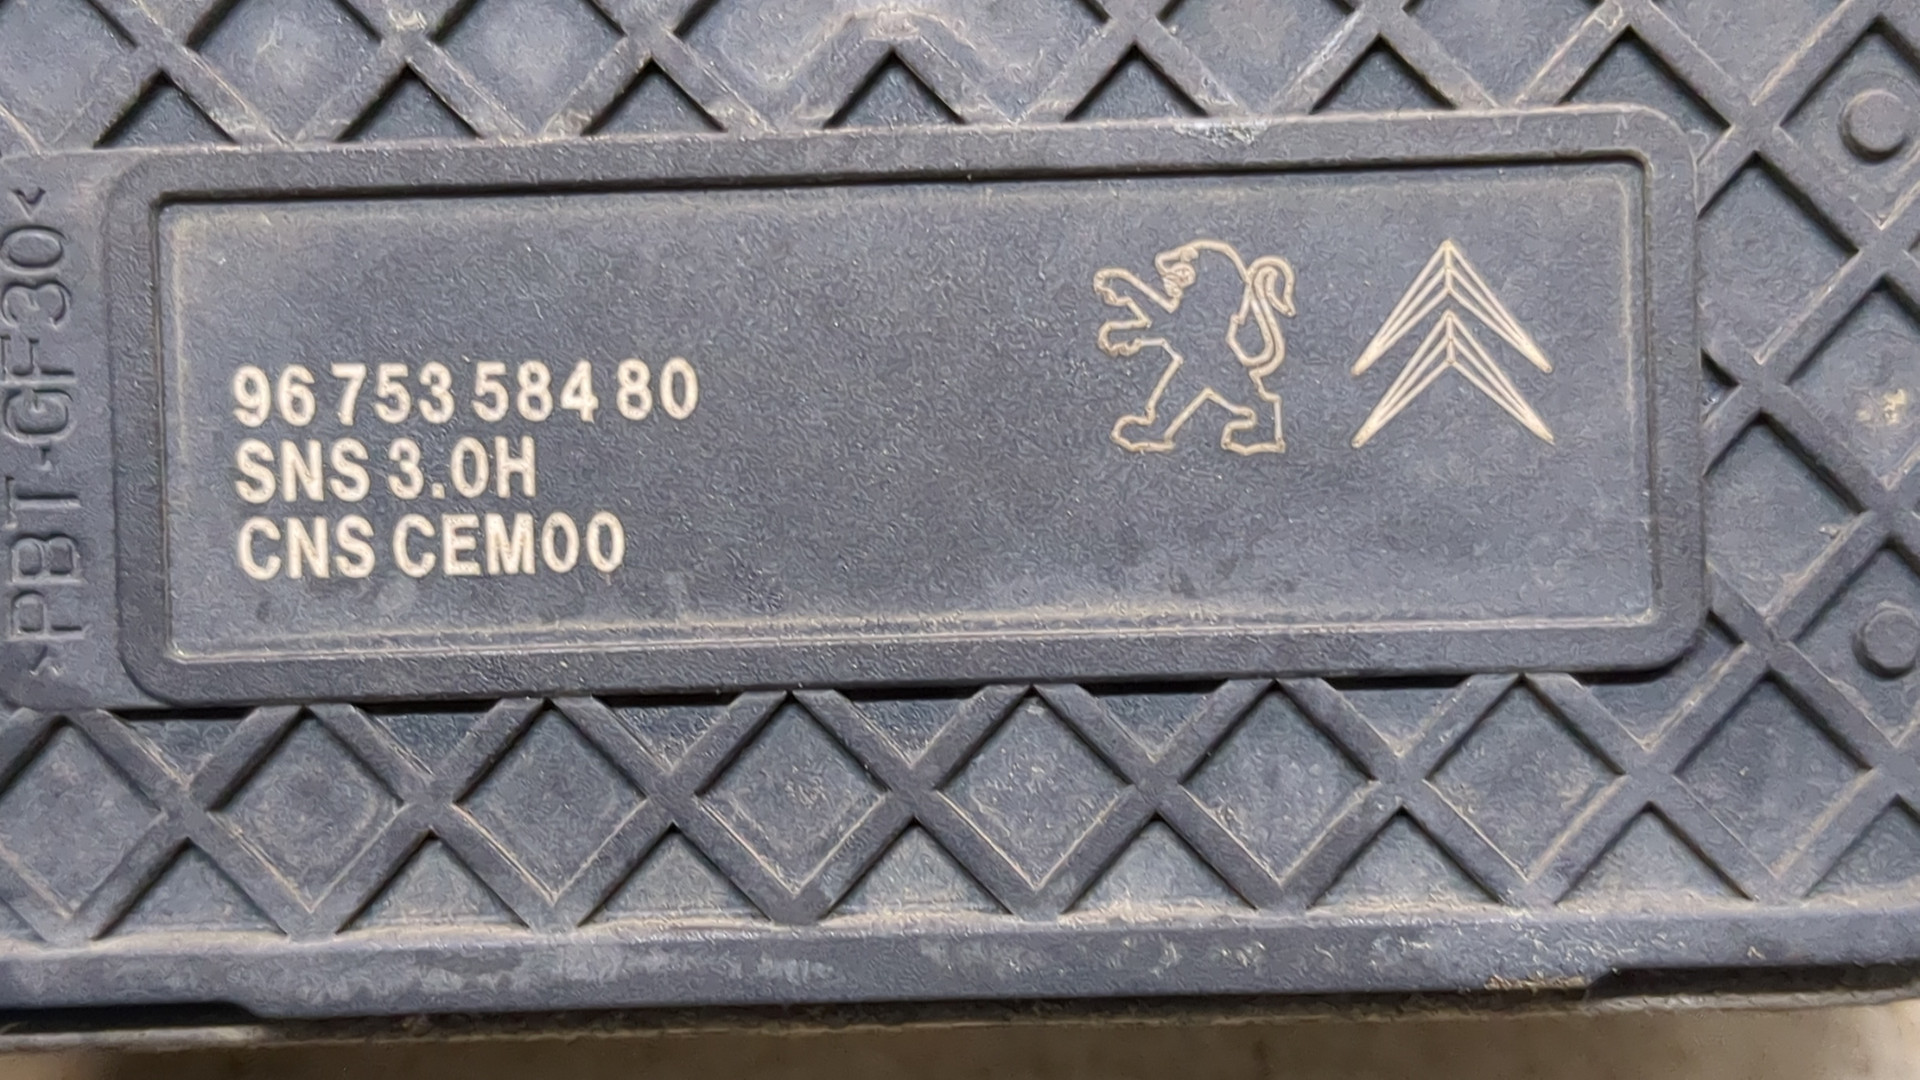 96 753 584 80
SNS 3.0H
CNS CEM00
<PBT-GF30<